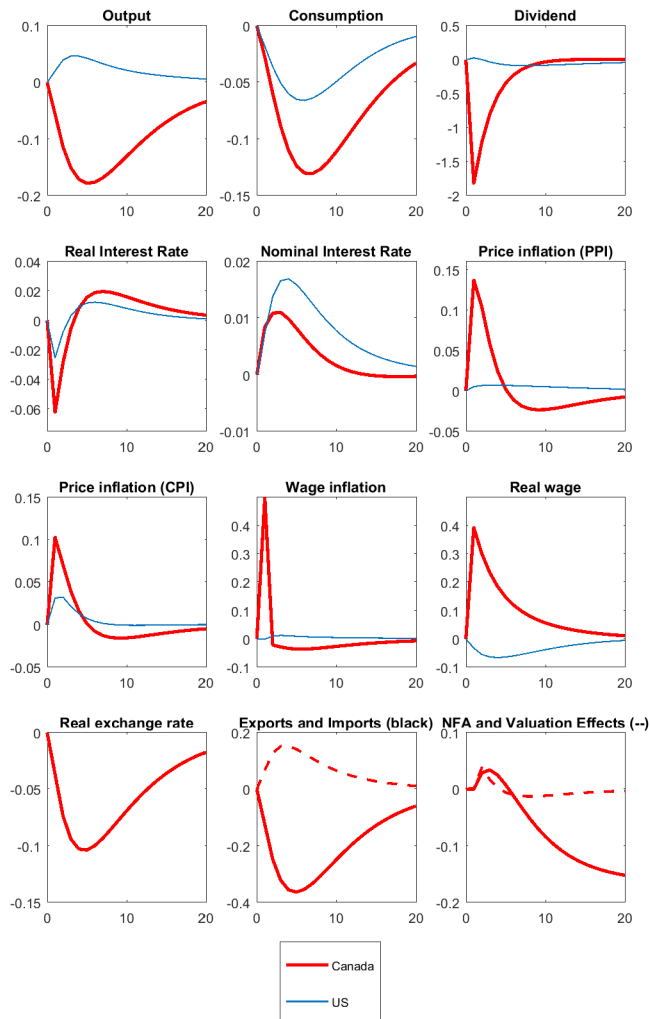 Output Consumption Dividend
0.1 0 0.5
0 -0.05 0
-0.5
-0.1 -0.1 -1
-1.5
-0.2 -0.15 -2
0 10 20 0 10 20 0 10 20
Real Interest Rate Nominal Interest Rate Price inflation (PPI)
0.04 0.02 0.15
0.02 0.01 0.1
0 0.05
-0.02 0 0
-0.04
-0.06 -0.01 -0.05
0 10 20 0 10 20 0 10 20
Price inflation (CPI) Wage inflation Real wage
0.15 0.4 0.4
0.1 0.3 0.3
0.05 0.2 0.2
0 0.1 0.1
0 0
-0.05 -0.1 -0.1
0 10 20 0 10 20 0 10 20
Real exchange rate Exports and Imports (black) NFA and Valuation Effects (--)
0 0.2 0.1
-0.05 0 0
-0.1 -0.2 -0.1
-0.15 -0.4 -0.2
0 10 20 0 10 20 0 10 20
Canada
US